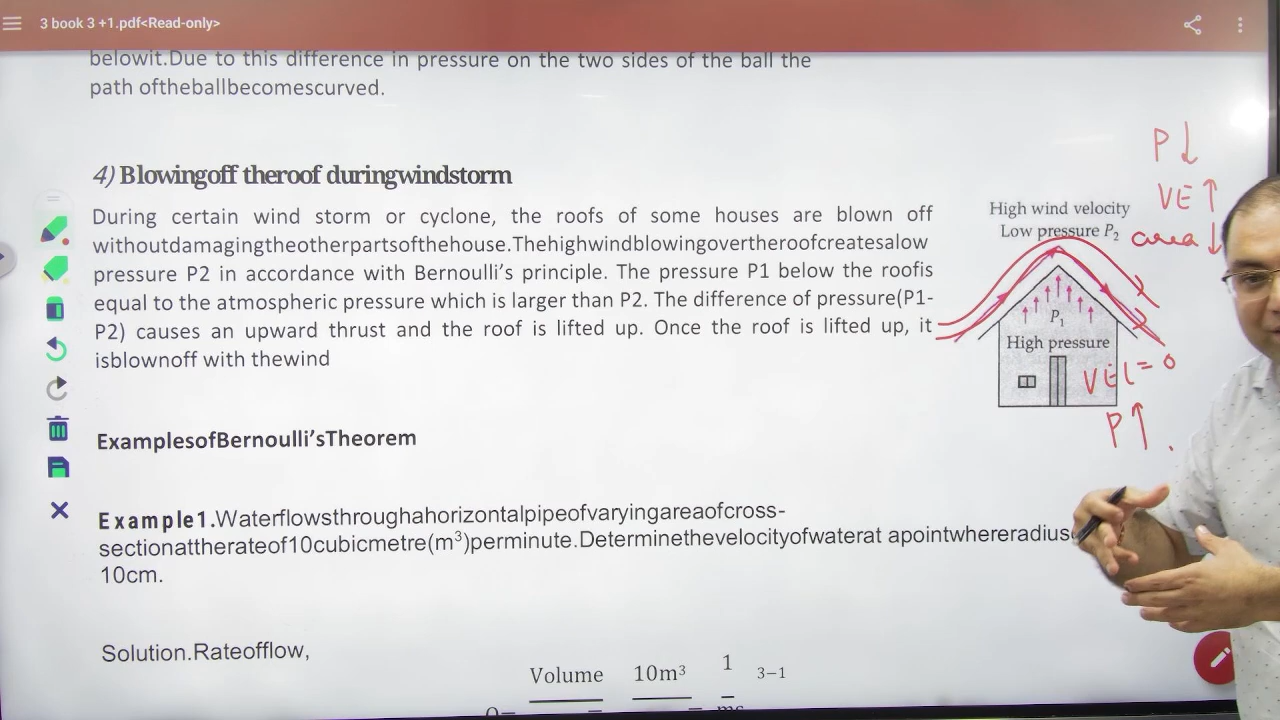 3 book 3 +1.pdf<Read-only>
belowit.Due to this difference in pressure on the two sides of the ball the
path oftheballbecomescurved.
4) Blowingoff theroof duringwindstorm
During certain wind storm or cyclone, the roofs of some houses are blown off
withoutdamagingtheotherpartsofthehouse.Thehighwindblowingovertheroofcreatesalow
pressure P2 in accordance with Bernoulli's principle. The pressure P1 below the roofis
equal to the atmospheric pressure which is larger than P2. The difference of pressure(P1-
P2) causes an upward thrust and the roof is lifted up. Once the roof is lifted up, it
isblownoff with thewind
P↓
VE↑
area↓
High wind velocity
Low pressure P₂
P₁
High pressure
VEL=0
P↑
ExamplesofBernoulli'sTheorem
Example1.Waterflowsthroughahorizontalpipeofvaryingareaofcross-
sectionattherateof10cubicmetre(m³)perminute.Determinethevelocityofwaterat apointwhereradius
10cm.
Solution.Rateofflow,
Volume 10m³ 1 3−1